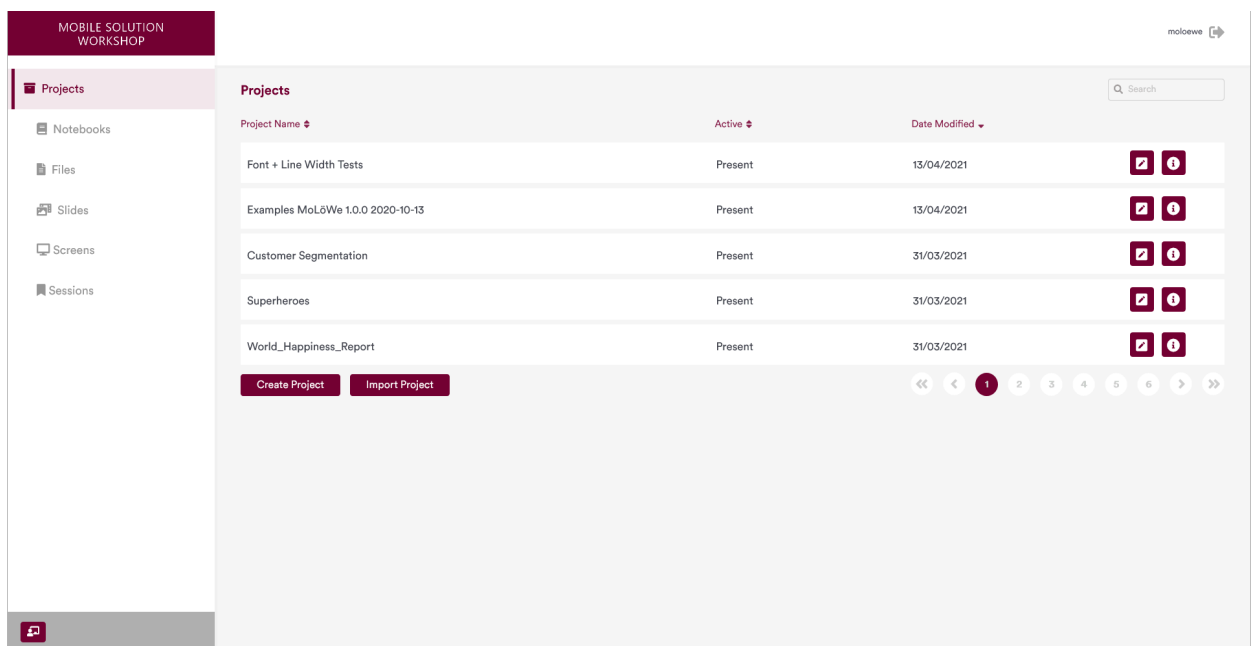 MOBILE SOLUTION
WORKSHOP
moloewe
Projects
Notebooks
Files
Slides
Screens
Sessions
Projects
Search
Project Name Active Date Modified
Font + Line Width Tests Present 13/04/2021
Examples MoLöWe 1.0.0 2020-10-13 Present 13/04/2021
Customer Segmentation Present 31/03/2021
Superheroes Present 31/03/2021
World_Happiness_Report Present 31/03/2021
Create Project Import Project 1 2 3 4 5 6